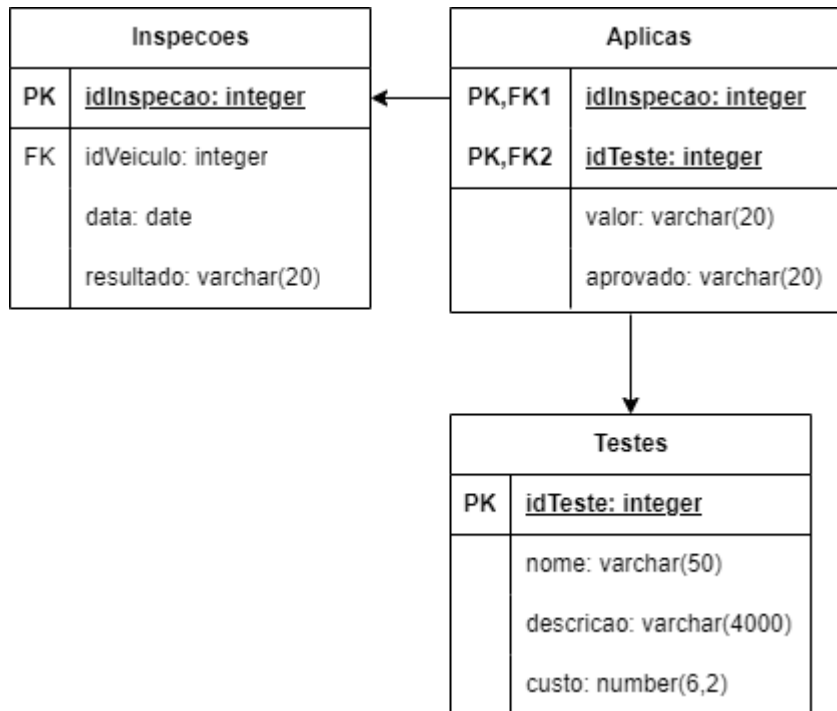 Inspecoes
PK idInspecao: integer
FK idVeiculo: integer
data: date
resultado: varchar(20)
Aplicas
PK,FK1 idInspecao: integer
PK,FK2 idTeste: integer
valor: varchar(20)
aprovado: varchar(20)
Testes
PK idTeste: integer
nome: varchar(50)
descricao: varchar(4000)
custo: number(6,2)